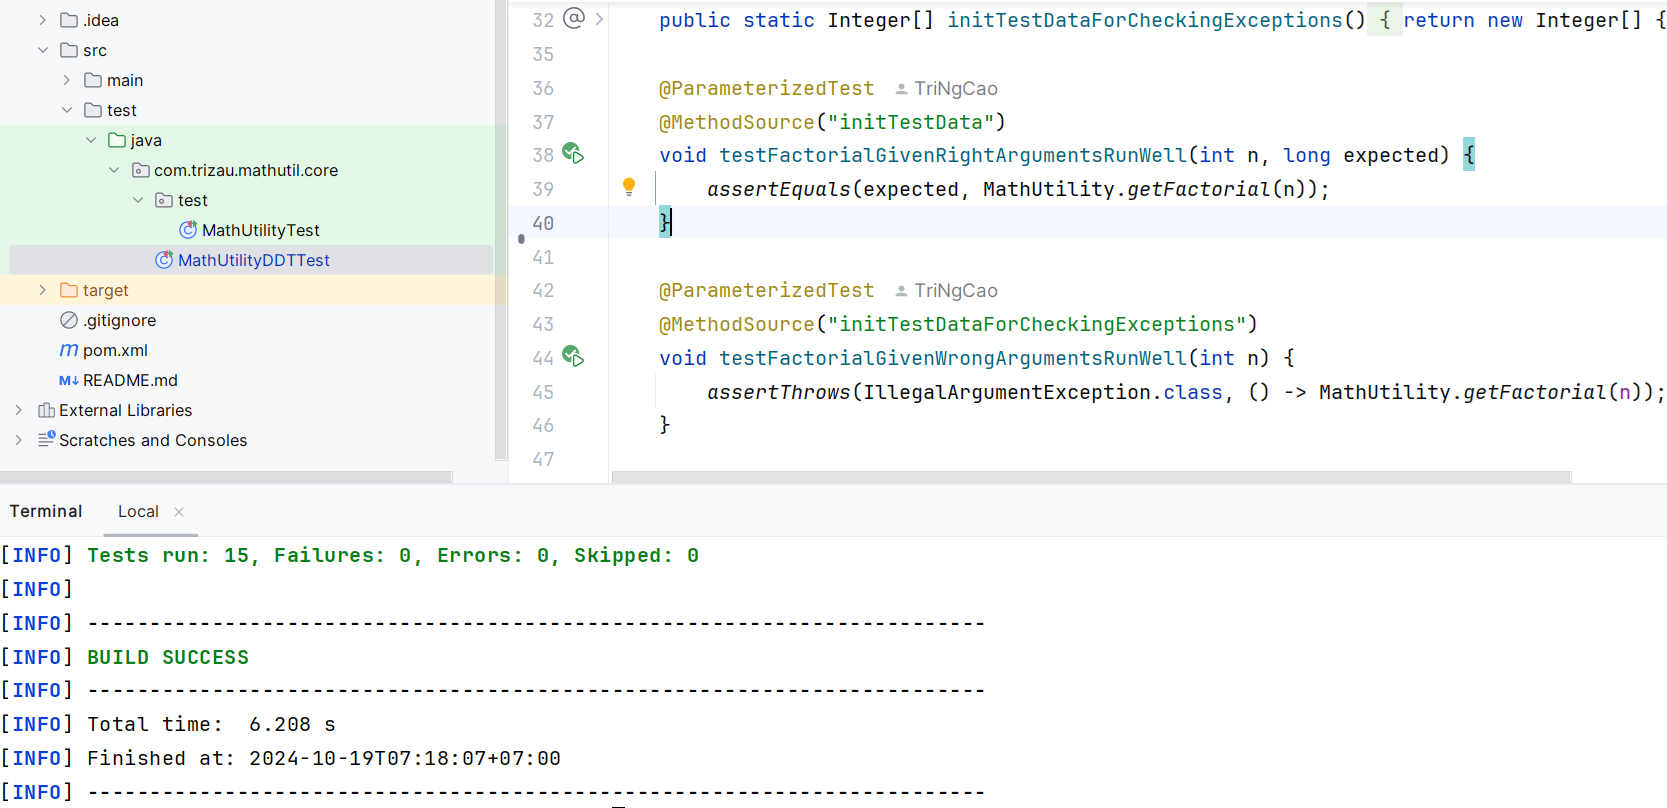 .idea
src
main
test
java
com.trizau.mathutil.core
test
MathUtilityTest
MathUtilityDDTTest
target
.gitignore
pom.xml
README.md
External Libraries
Scratches and Consoles
32 public static Integer[] initTestDataForCheckingExceptions() { return new Integer[] {
35
36 @ParameterizedTest TriNgCao
37 @MethodSource("initTestData")
38 void testFactorialGivenRightArgumentsRunWell(int n, long expected) {
39 assertEquals(expected, MathUtility.getFactorial(n));
40 }
41
42 @ParameterizedTest TriNgCao
43 @MethodSource("initTestDataForCheckingExceptions")
44 void testFactorialGivenWrongArgumentsRunWell(int n) {
45 assertThrows(IllegalArgumentException.class, () -> MathUtility.getFactorial(n));
46 }
47
Terminal Local ×
[INFO] Tests run: 15, Failures: 0, Errors: 0, Skipped: 0
[INFO]
[INFO] ------------------------------------------------------------------------
[INFO] BUILD SUCCESS
[INFO] ------------------------------------------------------------------------
[INFO] Total time:  6.208 s
[INFO] Finished at: 2024-10-19T07:18:07+07:00
[INFO] ------------------------------------------------------------------------